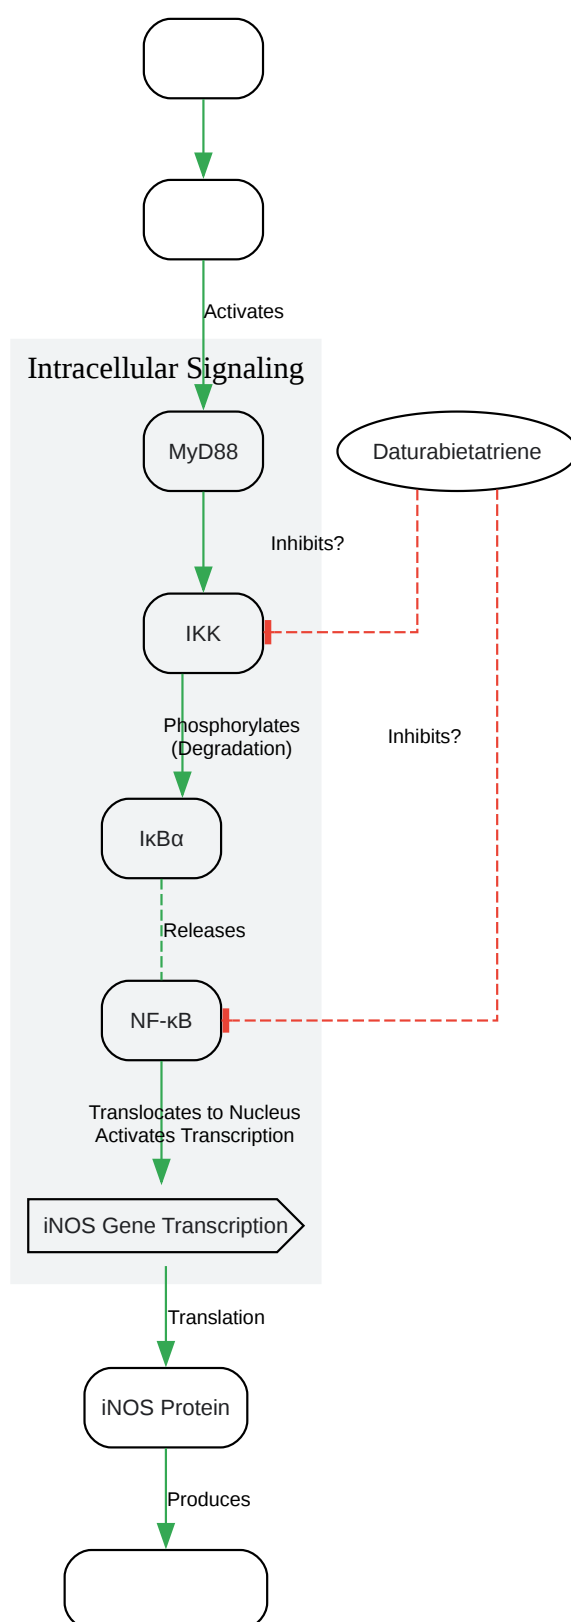 Activates
Intracellular Signaling
MyD88
Daturabietatriene
Inhibits?
IKK
Phosphorylates
(Degradation)
Inhibits?
IκBα
Releases
NF-κB
Translocates to Nucleus
Activates Transcription
iNOS Gene Transcription
Translation
iNOS Protein
Produces